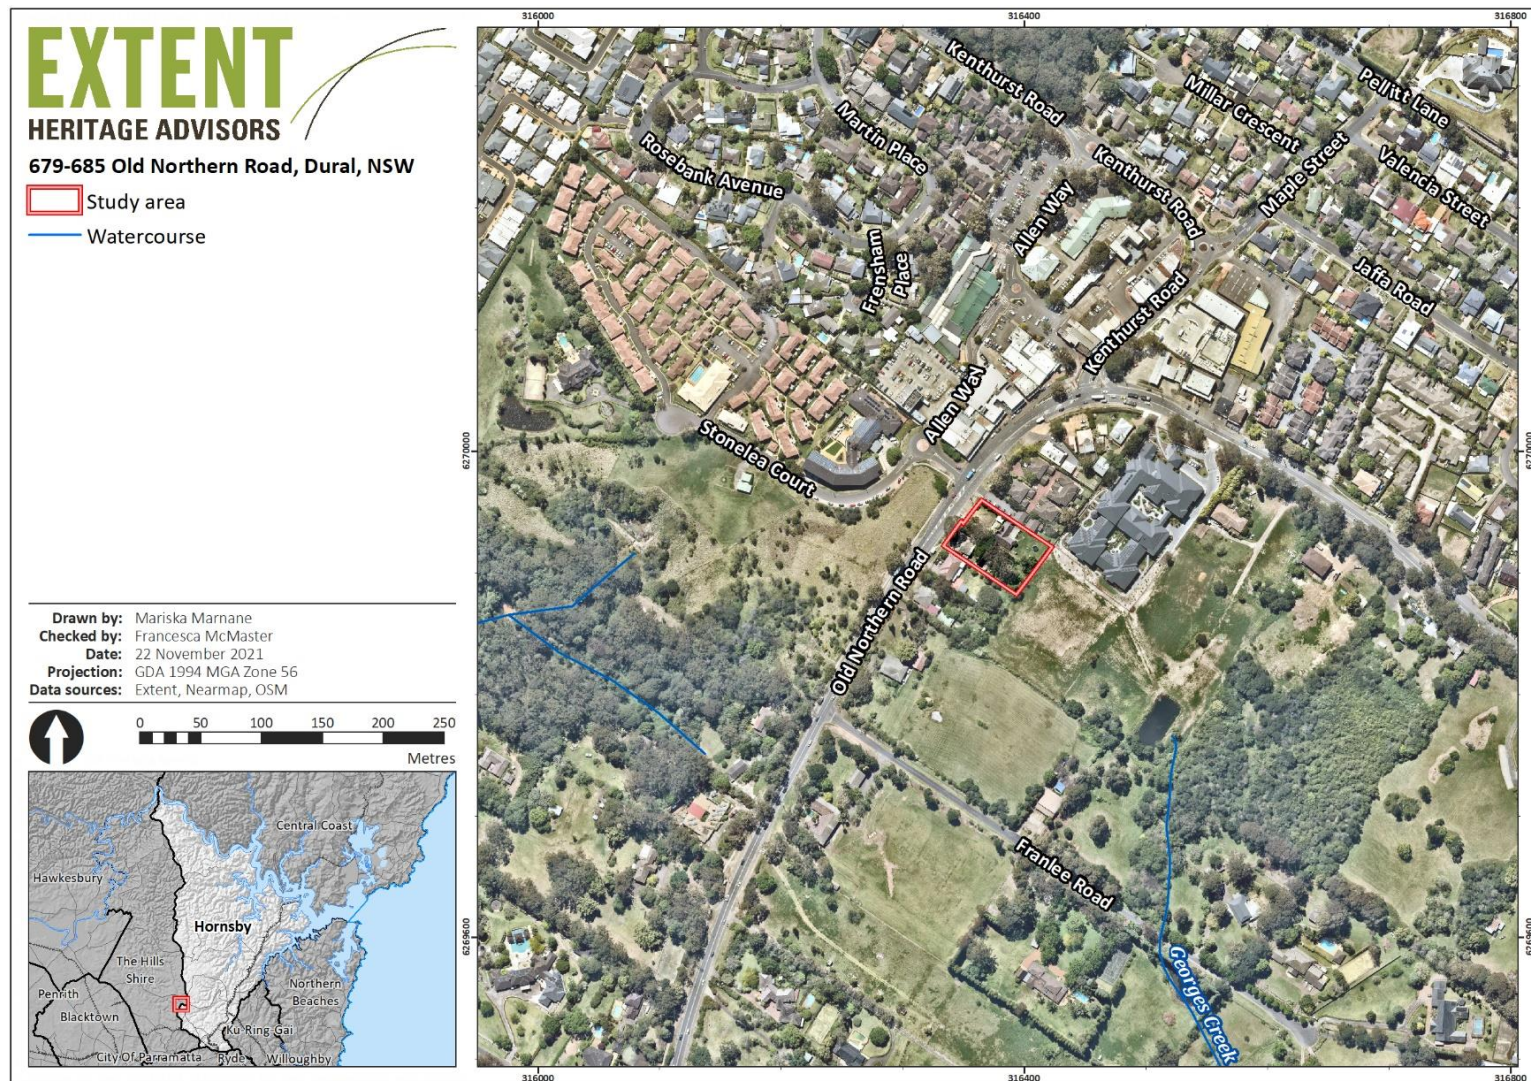 EXTENT
HERITAGE ADVISORS
679-685 Old Northern Road, Dural, NSW
Study area
Watercourse
Drawn by: Mariska Marnane
Checked by: Francesca McMaster
Date: 22 November 2021
Projection: GDA 1994 MGA Zone 56
Data sources: Extent, Nearmap, OSM
0 50 100 150 200 250
Metres
Central Coast
Hawkesbury
Hornsby
The Hills
Shire
Northern
Beaches
Penrith
Blacktown
Ku-Ring-Gai
City Of Parramatta
Ryde
Willoughby
316000
316400
316800
Kenthurst Road
Pellitt Lane
Millar Crescent
Martin Place
Rosebank Avenue
Kenthurst Road
Maple Street
Valencia Street
Allen Way
Frensham
Place
Jaffa Road
Kenthurst Road
Allen Way
Stonelea Court
6270000
6270000
Old Northern Road
Franlee Road
6269600
6269600
Georges Creek
316000
316400
316800